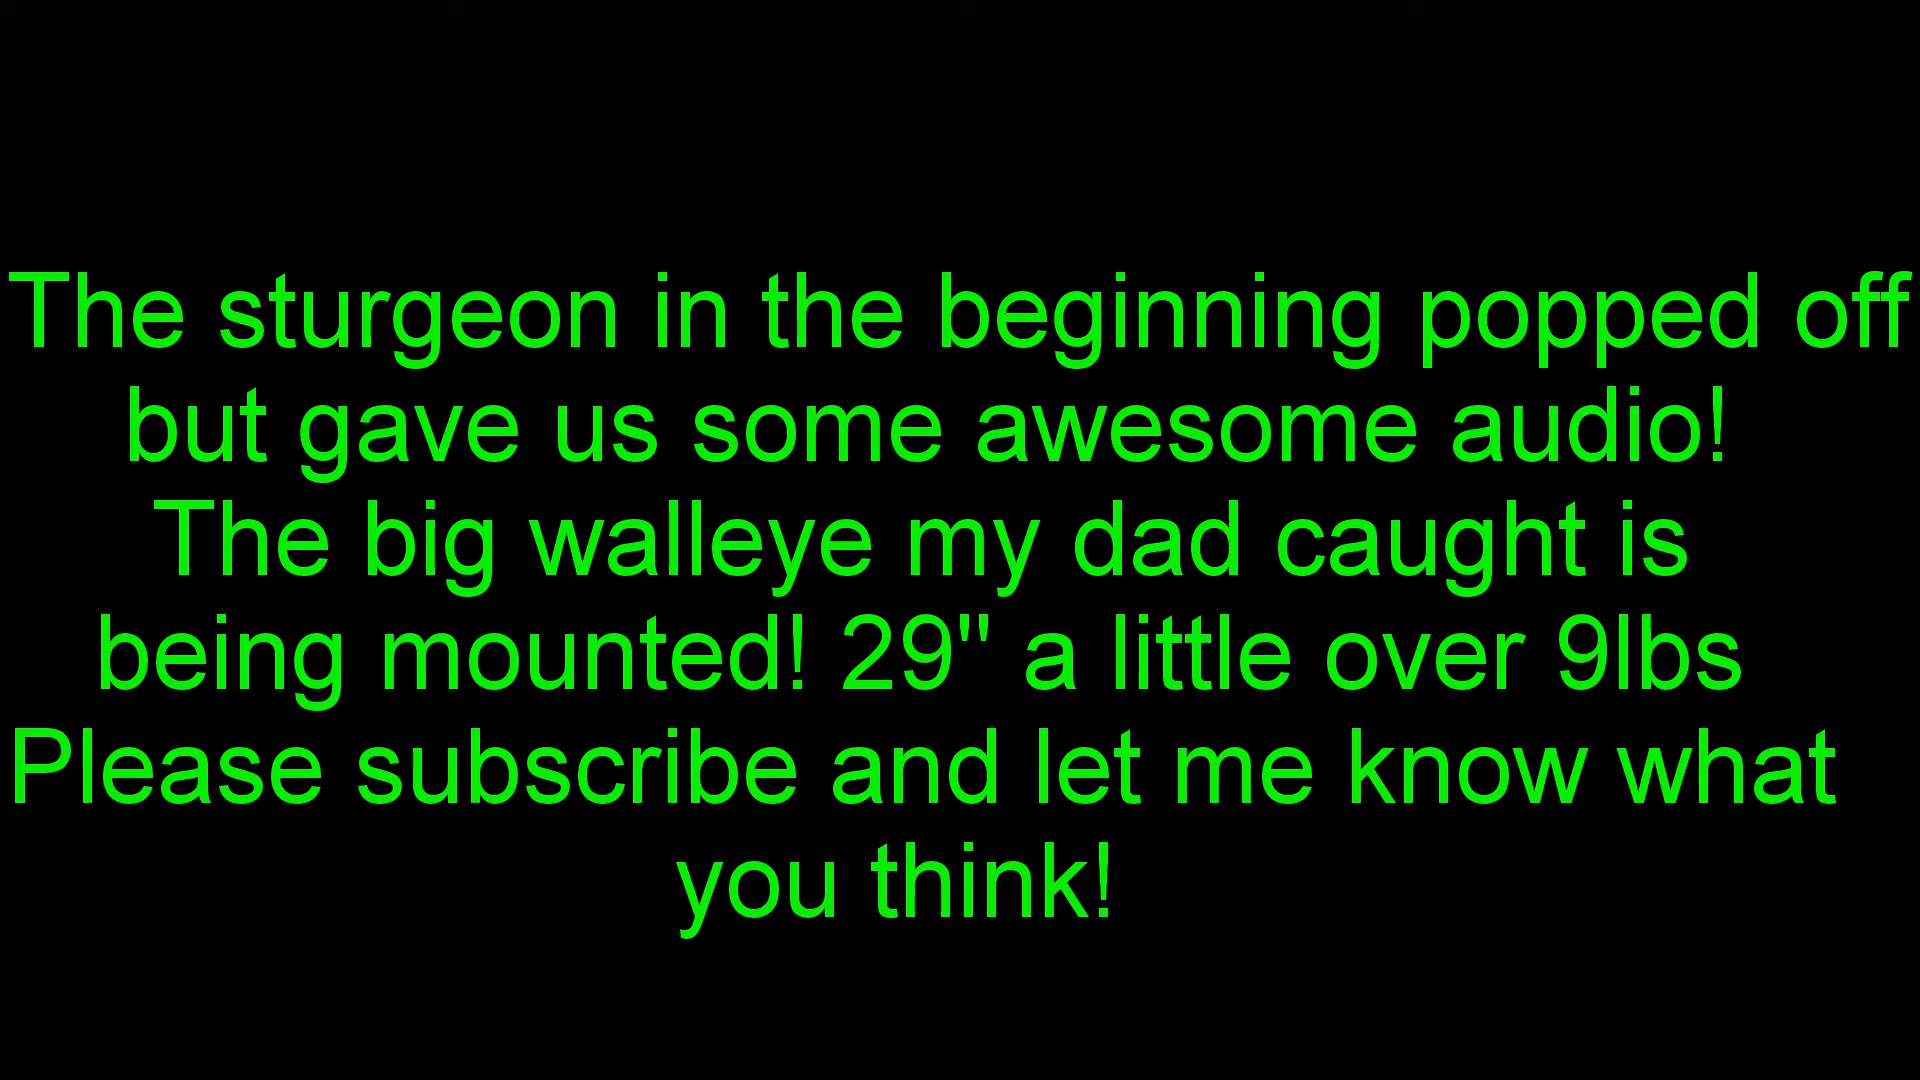 The sturgeon in the beginning popped off
but gave us some awesome audio!
The big walleye my dad caught is
being mounted! 29" a little over 9lbs
Please subscribe and let me know what
you think!